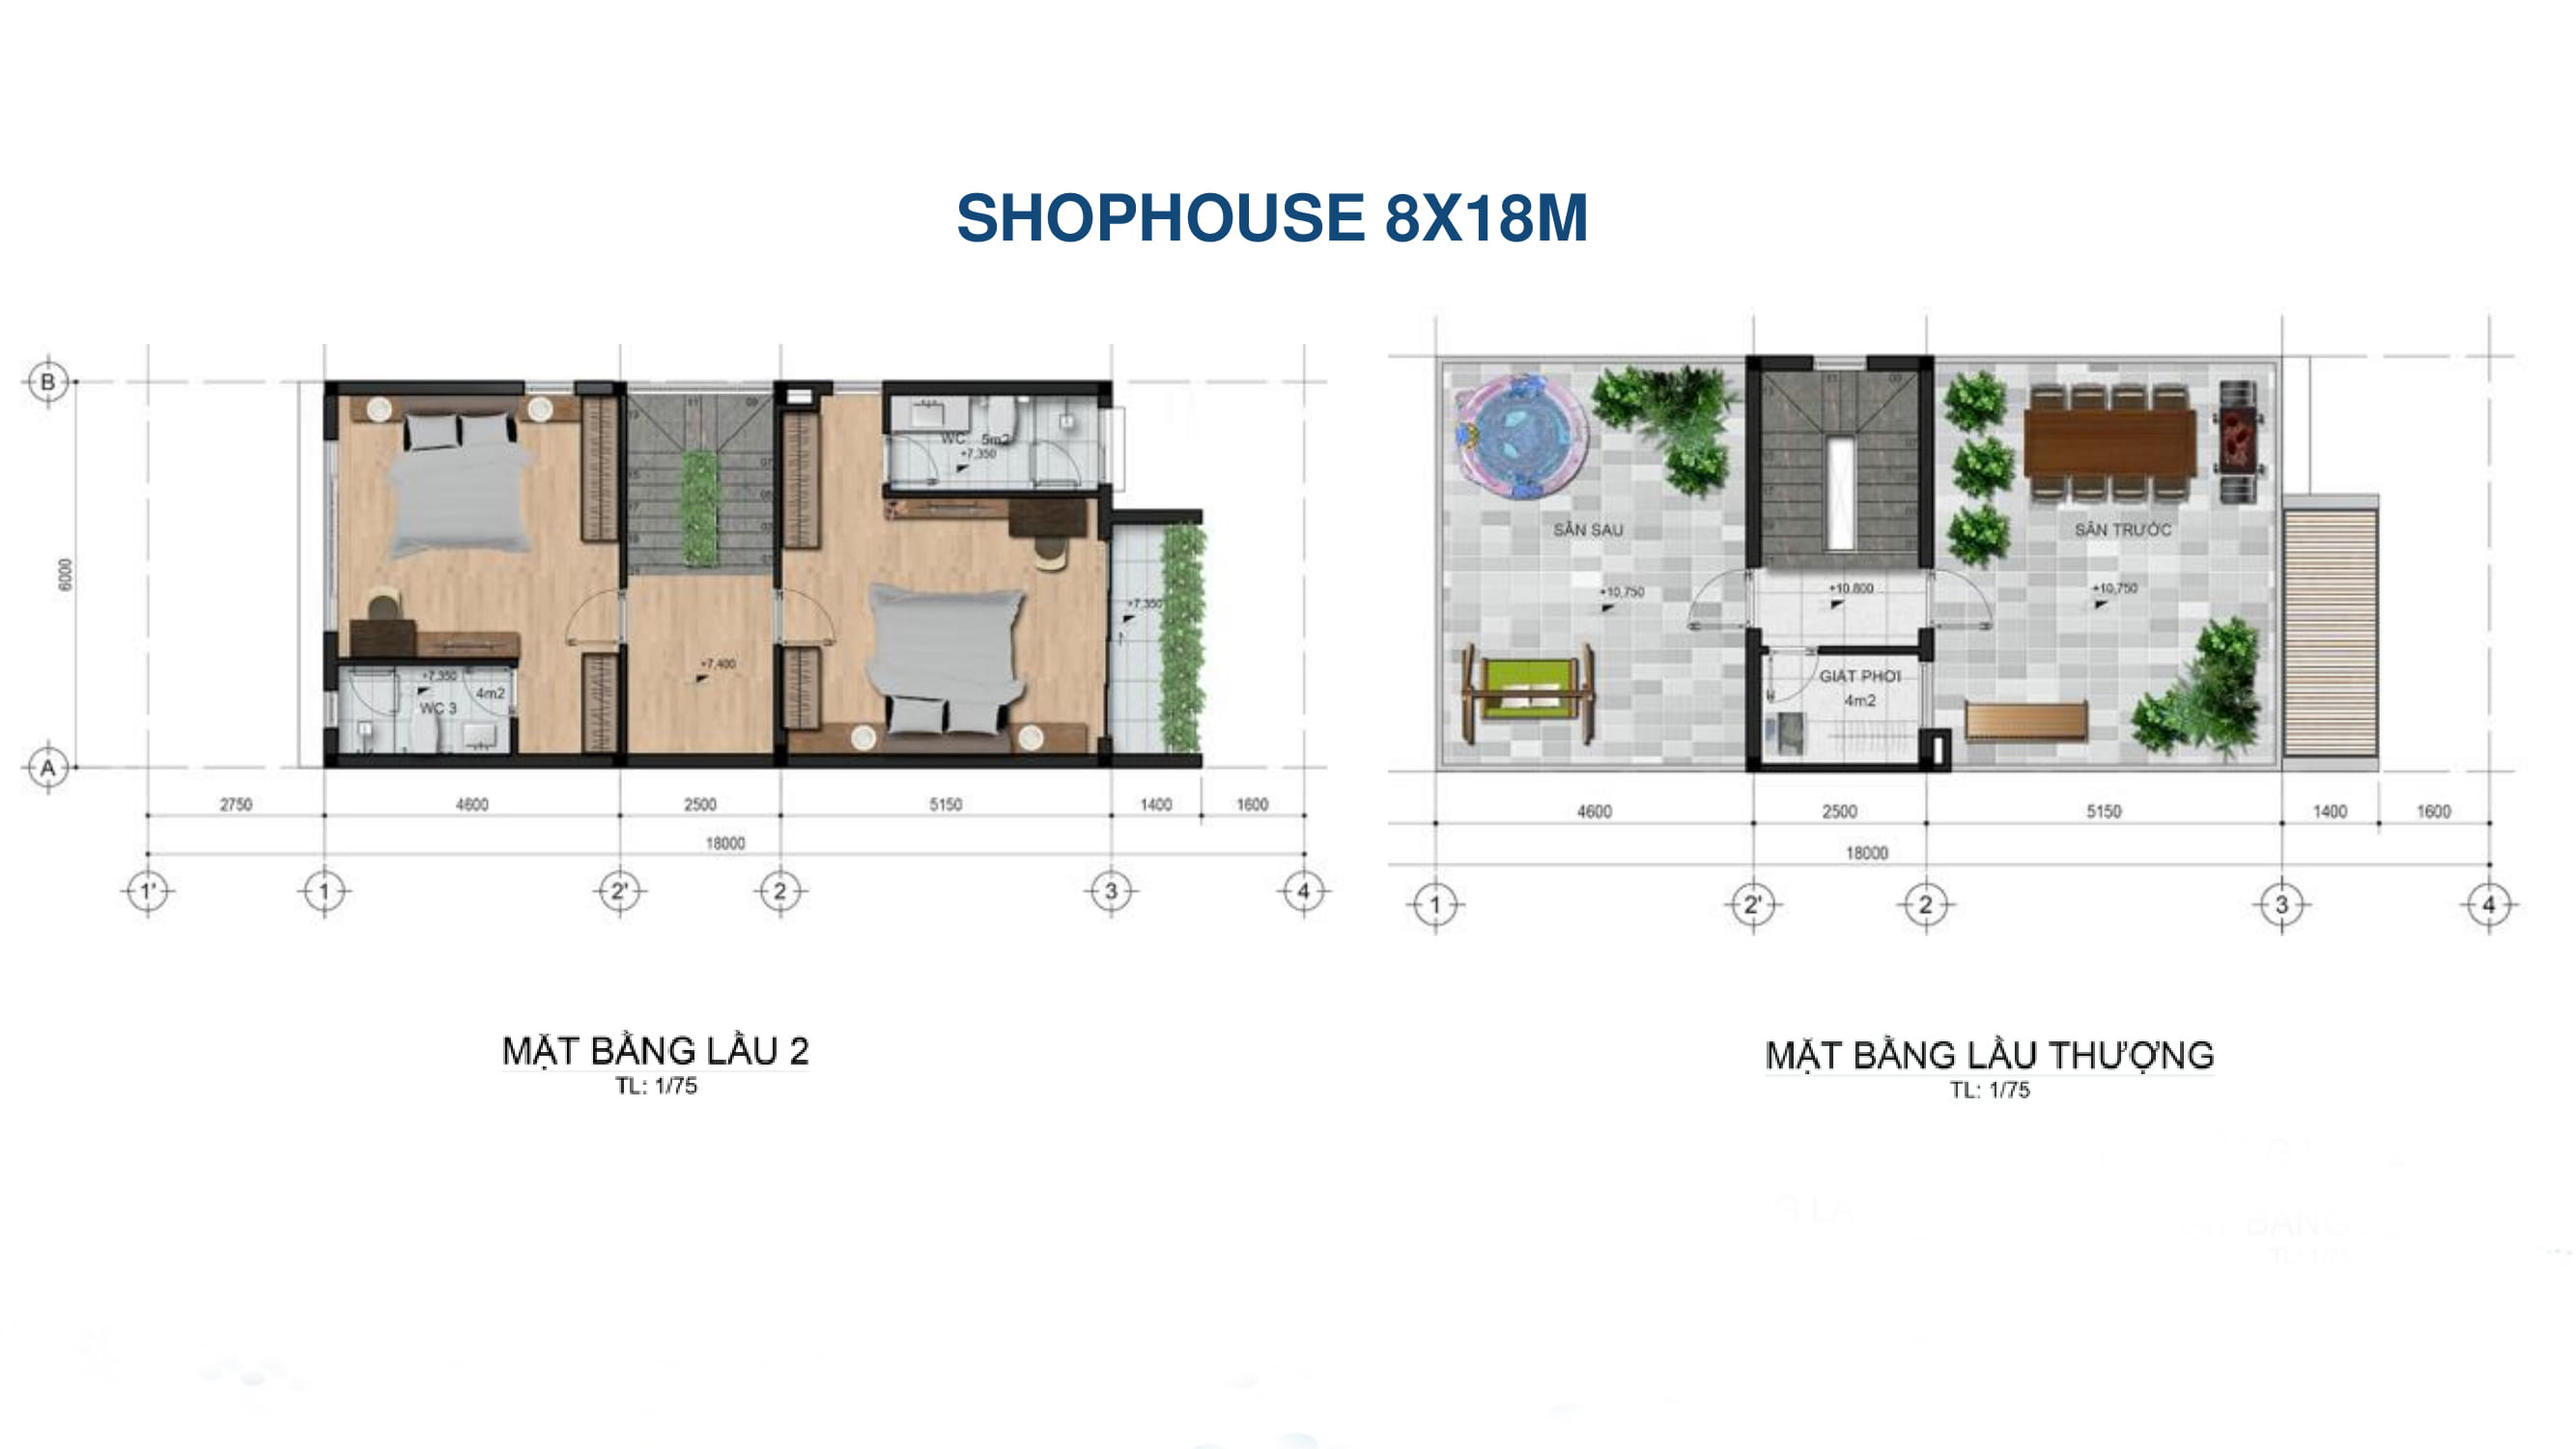 SHOPHOUSE 8X18M
B
A
6000
WC
5m2
+7,350
+7,350
+7,350
4m2
WC 3
+7,400
2750
4600
2500
5150
1400
1600
18000
1'
1
2'
2
3
4
MẶT BẰNG LẦU 2
TL: 1/75
SÂN SAU
SÂN TRƯỚC
+10,750
+10.800
+10,750
GIẶT PHƠI
4m2
4600
2500
5150
1400
1600
18000
1
2'
2
3
4
MẶT BẰNG LẦU THƯỢNG
TL: 1/75